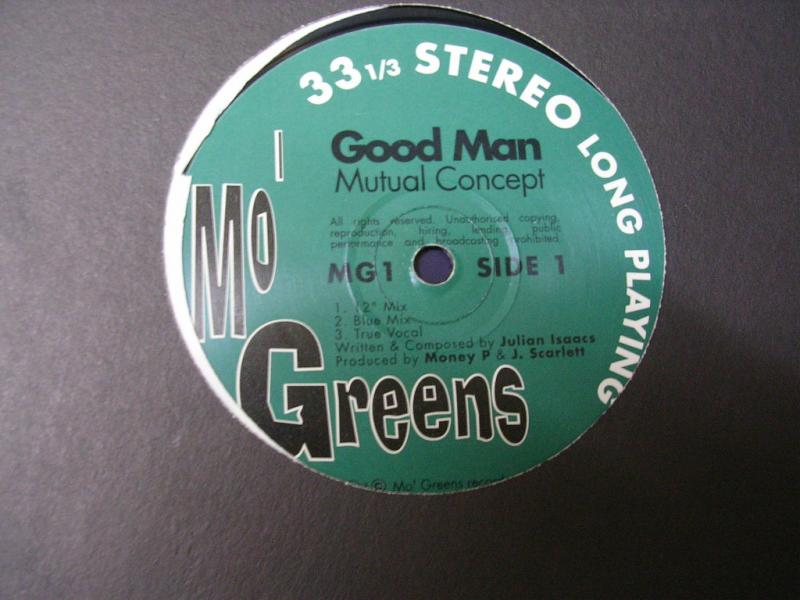 33 1/3 STEREO LONG PLAYING
Good Man
Mutual Concept
All rights reserved. Unauthorised copying,
reproduction, hiring, lending, public
performance and broadcasting prohibited.
MG1 SIDE 1
1. 12" Mix
2. Blue Mix
3. True Vocal
Written & Composed by Julian Isaacs
Produced by Money P & J. Scarlett
Mo'
Greens
© Mo' Greens records